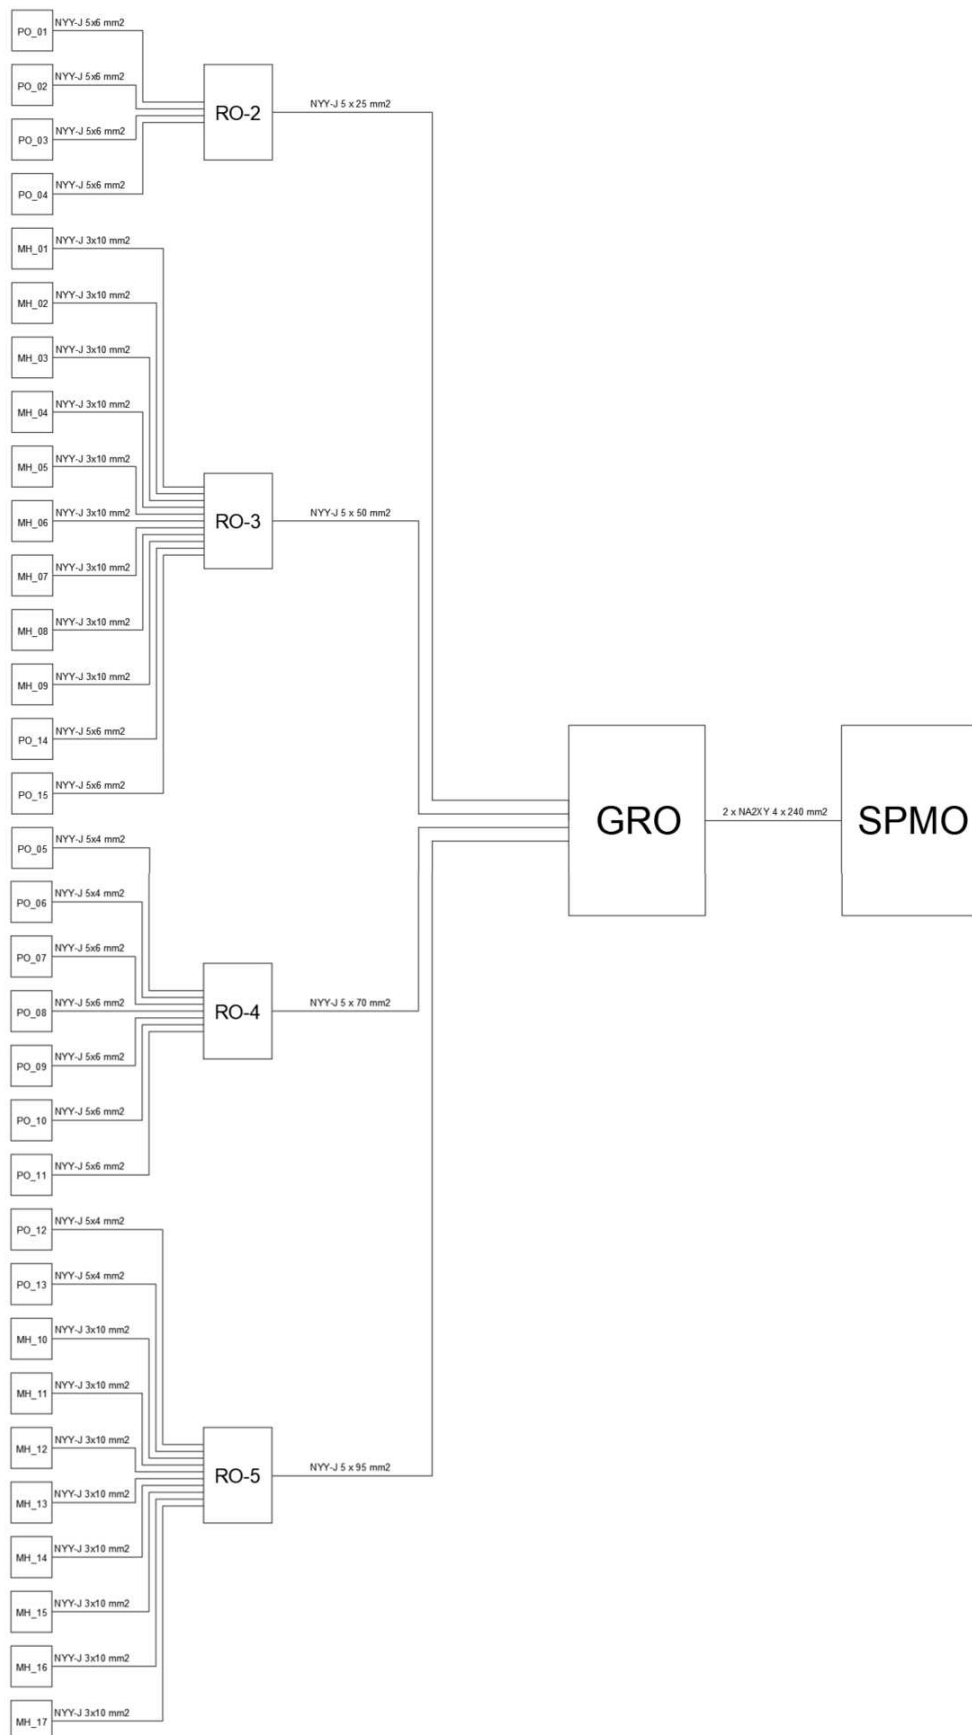 PO_01
NYY-J 5x6 mm2
PO_02
NYY-J 5x6 mm2
PO_03
NYY-J 5x6 mm2
PO_04
NYY-J 5x6 mm2
RO-2
NYY-J 5 x 25 mm2
MH_01
NYY-J 3x10 mm2
MH_02
NYY-J 3x10 mm2
MH_03
NYY-J 3x10 mm2
MH_04
NYY-J 3x10 mm2
MH_05
NYY-J 3x10 mm2
MH_06
NYY-J 3x10 mm2
MH_07
NYY-J 3x10 mm2
MH_08
NYY-J 3x10 mm2
MH_09
NYY-J 3x10 mm2
PO_14
NYY-J 5x6 mm2
PO_15
NYY-J 5x6 mm2
RO-3
NYY-J 5 x 50 mm2
PO_05
NYY-J 5x4 mm2
PO_06
NYY-J 5x4 mm2
PO_07
NYY-J 5x6 mm2
PO_08
NYY-J 5x6 mm2
PO_09
NYY-J 5x6 mm2
PO_10
NYY-J 5x6 mm2
PO_11
NYY-J 5x6 mm2
RO-4
NYY-J 5 x 70 mm2
PO_12
NYY-J 5x4 mm2
PO_13
NYY-J 5x4 mm2
MH_10
NYY-J 3x10 mm2
MH_11
NYY-J 3x10 mm2
MH_12
NYY-J 3x10 mm2
MH_13
NYY-J 3x10 mm2
MH_14
NYY-J 3x10 mm2
MH_15
NYY-J 3x10 mm2
MH_16
NYY-J 3x10 mm2
MH_17
NYY-J 3x10 mm2
RO-5
NYY-J 5 x 95 mm2
GRO
2 x NA2XY 4 x 240 mm2
SPMO